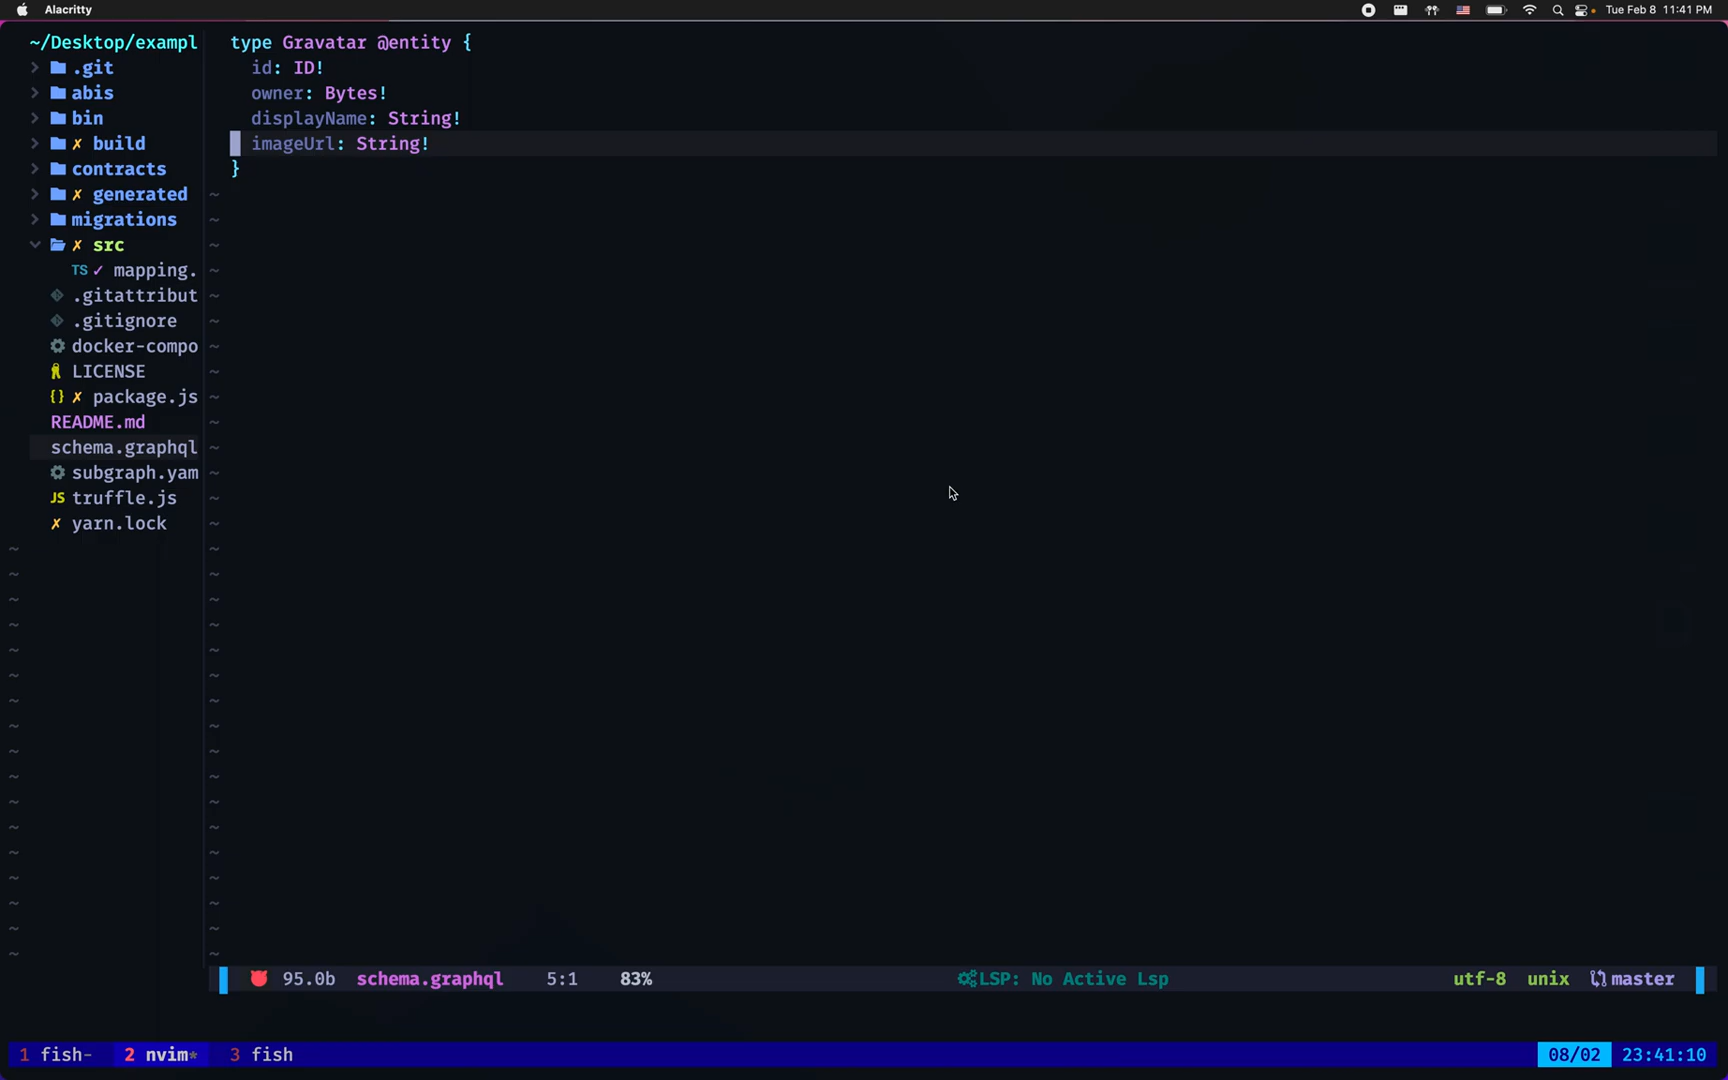 Alacritty
Tue Feb 8 11:41 PM
~/Desktop/exampl
.git
abis
bin
✗ build
contracts
✗ generated
migrations
✗ src
TS ✓ mapping.
.gitattribut
.gitignore
docker-compo
LICENSE
{} ✗ package.js
README.md
schema.graphql
subgraph.yam
JS truffle.js
✗ yarn.lock
type Gravatar @entity {
id: ID!
owner: Bytes!
displayName: String!
imageUrl: String!
}
95.0b schema.graphql 5:1 83% LSP: No Active Lsp utf-8 unix master
1 fish- 2 nvim* 3 fish 08/02 23:41:10